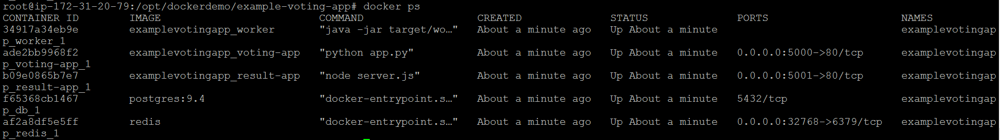 root@ip-172-31-20-79:/opt/dockerdemo/example-voting-app# docker ps
CONTAINER ID        IMAGE                      COMMAND                  CREATED             STATUS              PORTS                     NAMES
34917a34eb9e        examplevotingapp_worker    "java -jar target/wo…"   About a minute ago   Up About a minute                             examplevotingap
p_worker_1
ade2bb9968f2        examplevotingapp_voting-app   "python app.py"          About a minute ago   Up About a minute   0.0.0.0:5000->80/tcp      examplevotingap
p_voting-app_1
b09e0865b7e7        examplevotingapp_result-app   "node server.js"         About a minute ago   Up About a minute   0.0.0.0:5001->80/tcp      examplevotingap
p_result-app_1
f65368cb1467        postgres:9.4               "docker-entrypoint.s…"   About a minute ago   Up About a minute   5432/tcp                  examplevotingap
p_db_1
af2a8df5e5ff        redis                      "docker-entrypoint.s…"   About a minute ago   Up About a minute   0.0.0.0:32768->6379/tcp   examplevotingap
p_redis_1